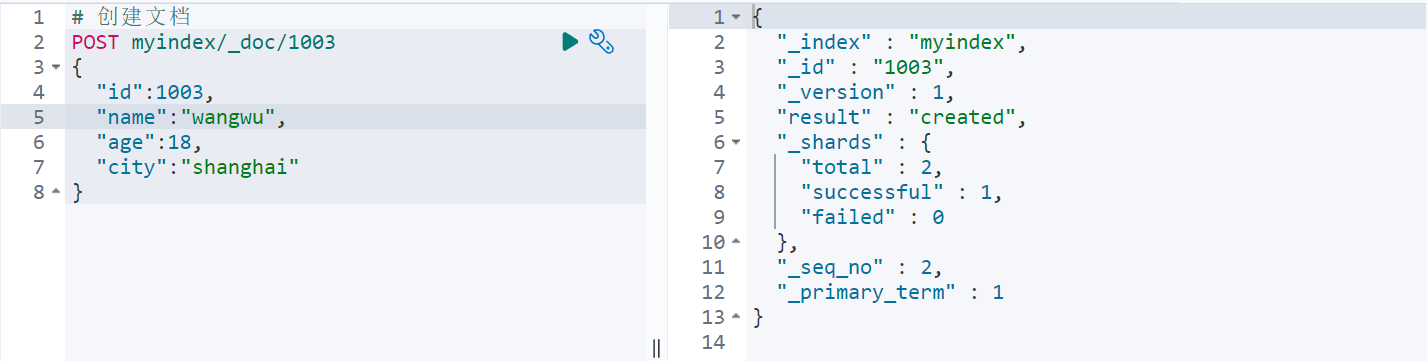 1 # 创建文档
2 POST myindex/_doc/1003
3 {
4 "id":1003,
5 "name":"wangwu",
6 "age":18,
7 "city":"shanghai"
8 }
1 {
2 "_index" : "myindex",
3 "_id" : "1003",
4 "_version" : 1,
5 "result" : "created",
6 "_shards" : {
7 "total" : 2,
8 "successful" : 1,
9 "failed" : 0
10 },
11 "_seq_no" : 2,
12 "_primary_term" : 1
13 }
14